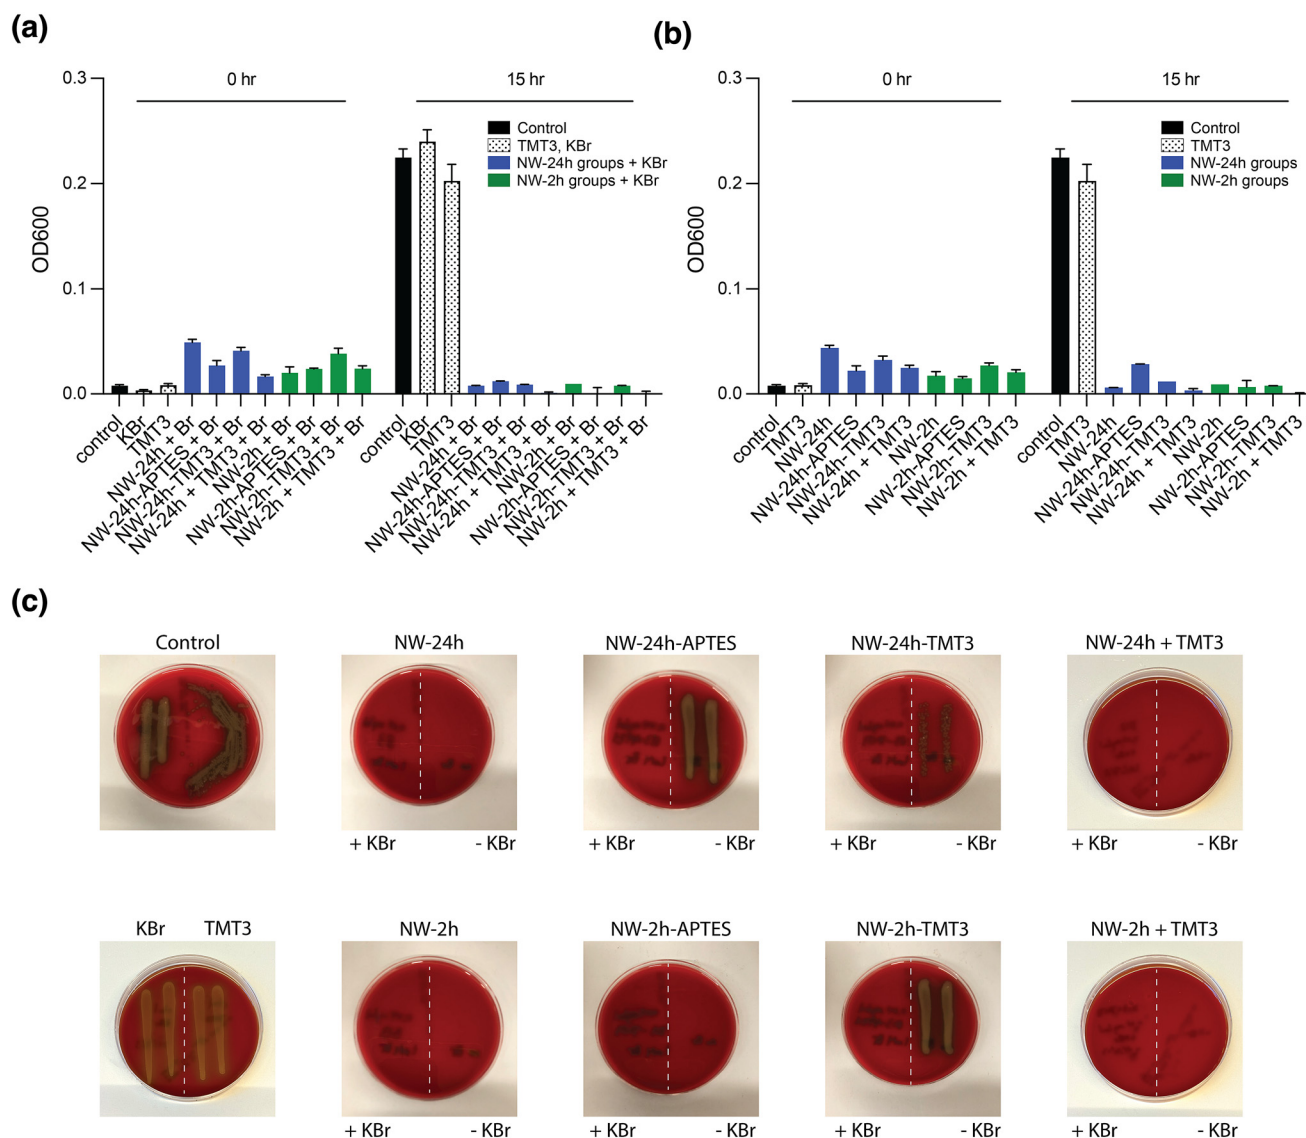 (a)
0.3
0.2
0.1
0.0
OD600
0 hr
15 hr
Control
TMT3, KBr
NW-24h groups + KBr
NW-2h groups + KBr
control
KBr
TMT3
NW-24h + Br
NW-24h-APTES + Br
NW-24h-TMT3 + Br
NW-24h + TMT3 + Br
NW-2h + Br
NW-2h-APTES + Br
NW-2h-TMT3 + Br
NW-2h + TMT3 + Br
control
KBr
TMT3
NW-24h + Br
NW-24h-APTES + Br
NW-24h-TMT3 + Br
NW-24h + TMT3 + Br
NW-2h + Br
NW-2h-APTES + Br
NW-2h-TMT3 + Br
NW-2h + TMT3 + Br
(b)
0.3
0.2
0.1
0.0
OD600
0 hr
15 hr
Control
TMT3
NW-24h groups
NW-2h groups
control
TMT3
NW-24h
NW-24h-APTES
NW-24h-TMT3
NW-24h + TMT3
NW-2h
NW-2h-APTES
NW-2h-TMT3
NW-2h + TMT3
control
TMT3
NW-24h
NW-24h-APTES
NW-24h-TMT3
NW-24h + TMT3
NW-2h
NW-2h-APTES
NW-2h-TMT3
NW-2h + TMT3
(c)
Control
NW-24h
NW-24h-APTES
NW-24h-TMT3
NW-24h + TMT3
+ KBr - KBr
+ KBr - KBr
+ KBr - KBr
+ KBr - KBr
KBr TMT3
NW-2h
NW-2h-APTES
NW-2h-TMT3
NW-2h + TMT3
+ KBr - KBr
+ KBr - KBr
+ KBr - KBr
+ KBr - KBr